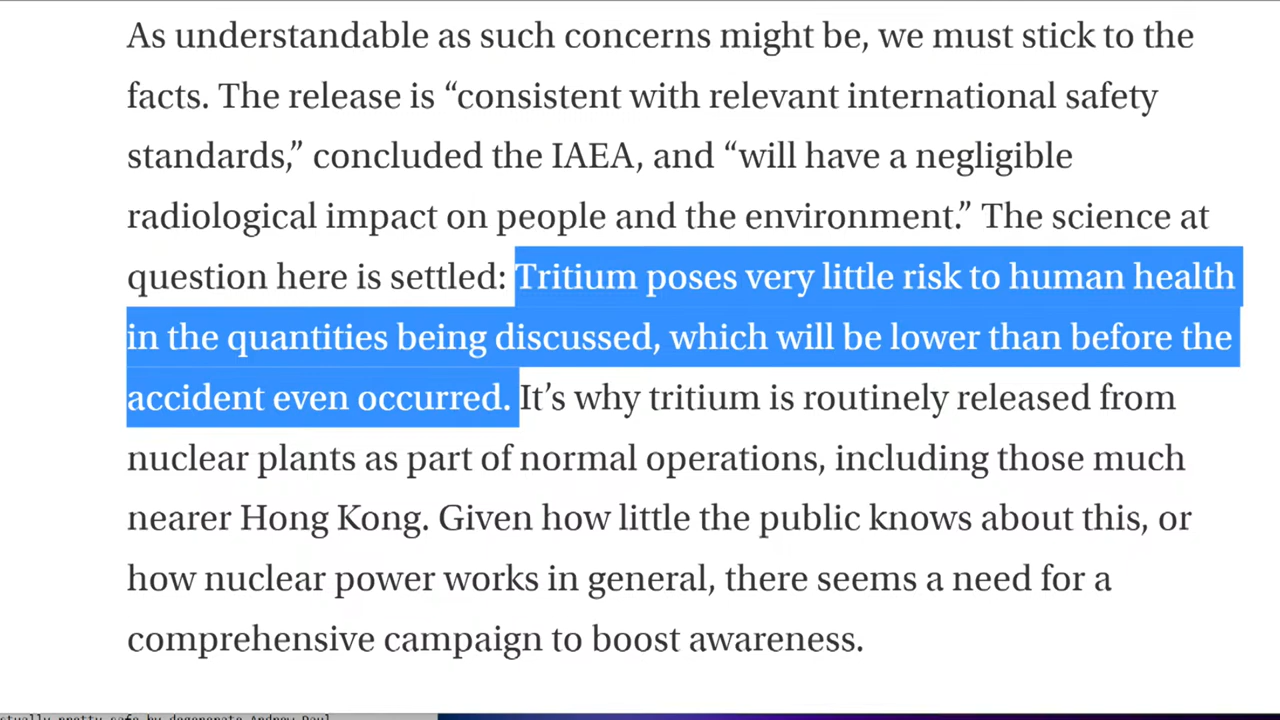 As understandable as such concerns might be, we must stick to the
facts. The release is “consistent with relevant international safety
standards,” concluded the IAEA, and “will have a negligible
radiological impact on people and the environment.” The science at
question here is settled: Tritium poses very little risk to human health
in the quantities being discussed, which will be lower than before the
accident even occurred. It’s why tritium is routinely released from
nuclear plants as part of normal operations, including those much
nearer Hong Kong. Given how little the public knows about this, or
how nuclear power works in general, there seems a need for a
comprehensive campaign to boost awareness.
pretty safe by degenerate Andrew